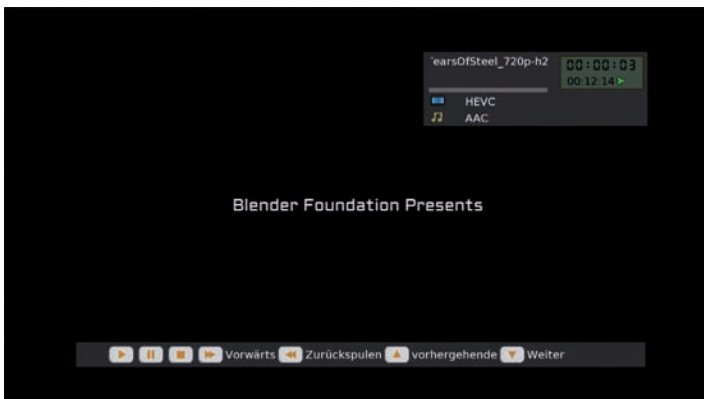 earsOfSteel_720p-h2
00:00:03
00:12:14
HEVC
AAC
Blender Foundation Presents
Vorwärts Zurückspulen vorhergehende Weiter